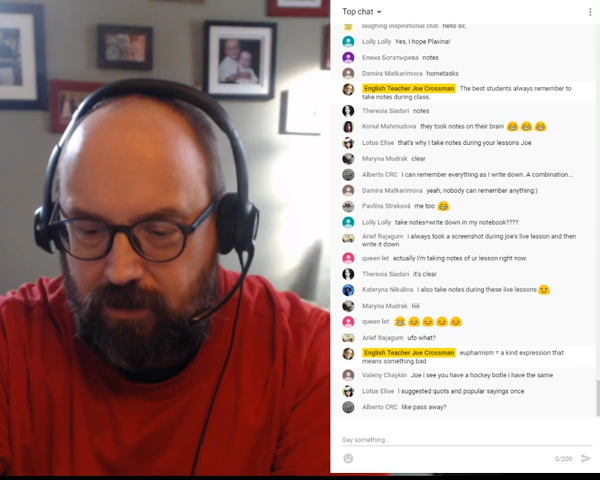 Top chat
laughing inspirational club hello sir,
Lolly Lolly Yes, I hope Plavina!
Елена Богатырева notes
Damira Matkarimova hometasks
English Teacher Joe Crossman The best students always remember to
take notes during class.
Theresia Siadari notes
Konul Mahmudova they took notes on their brain 😂😂😂
Lotus Elise that's why I take notes during your lessons Joe
Maryna Mudrak clear
Alberto CRC I can remember everything as I write down. A combination...
Damira Matkarimova yeah, nobody can remember anything:)
Pavlína Straková me too 😂
Lolly Lolly take notes=write down in my notebook????
Arief Rajagum i always took a screenshot during joe's live lesson and then
write it down
queen let actually I'm taking notes of ur lesson right now
Theresia Siadari it's clear
Kateryna Nikulina I also take notes during these live lessons 😉
Maryna Mudrak iiiii
queen let 😂😊😊😊😊
Arief Rajagum ufo what?
English Teacher Joe Crossman euphamism = a kind expression that
means something bad
Valeriy Chaykin Joe i see you have a hockey botle i have the same
Lotus Elise I suggested quots and popular sayings once
Alberto CRC like pass away?
Say something...
0/200